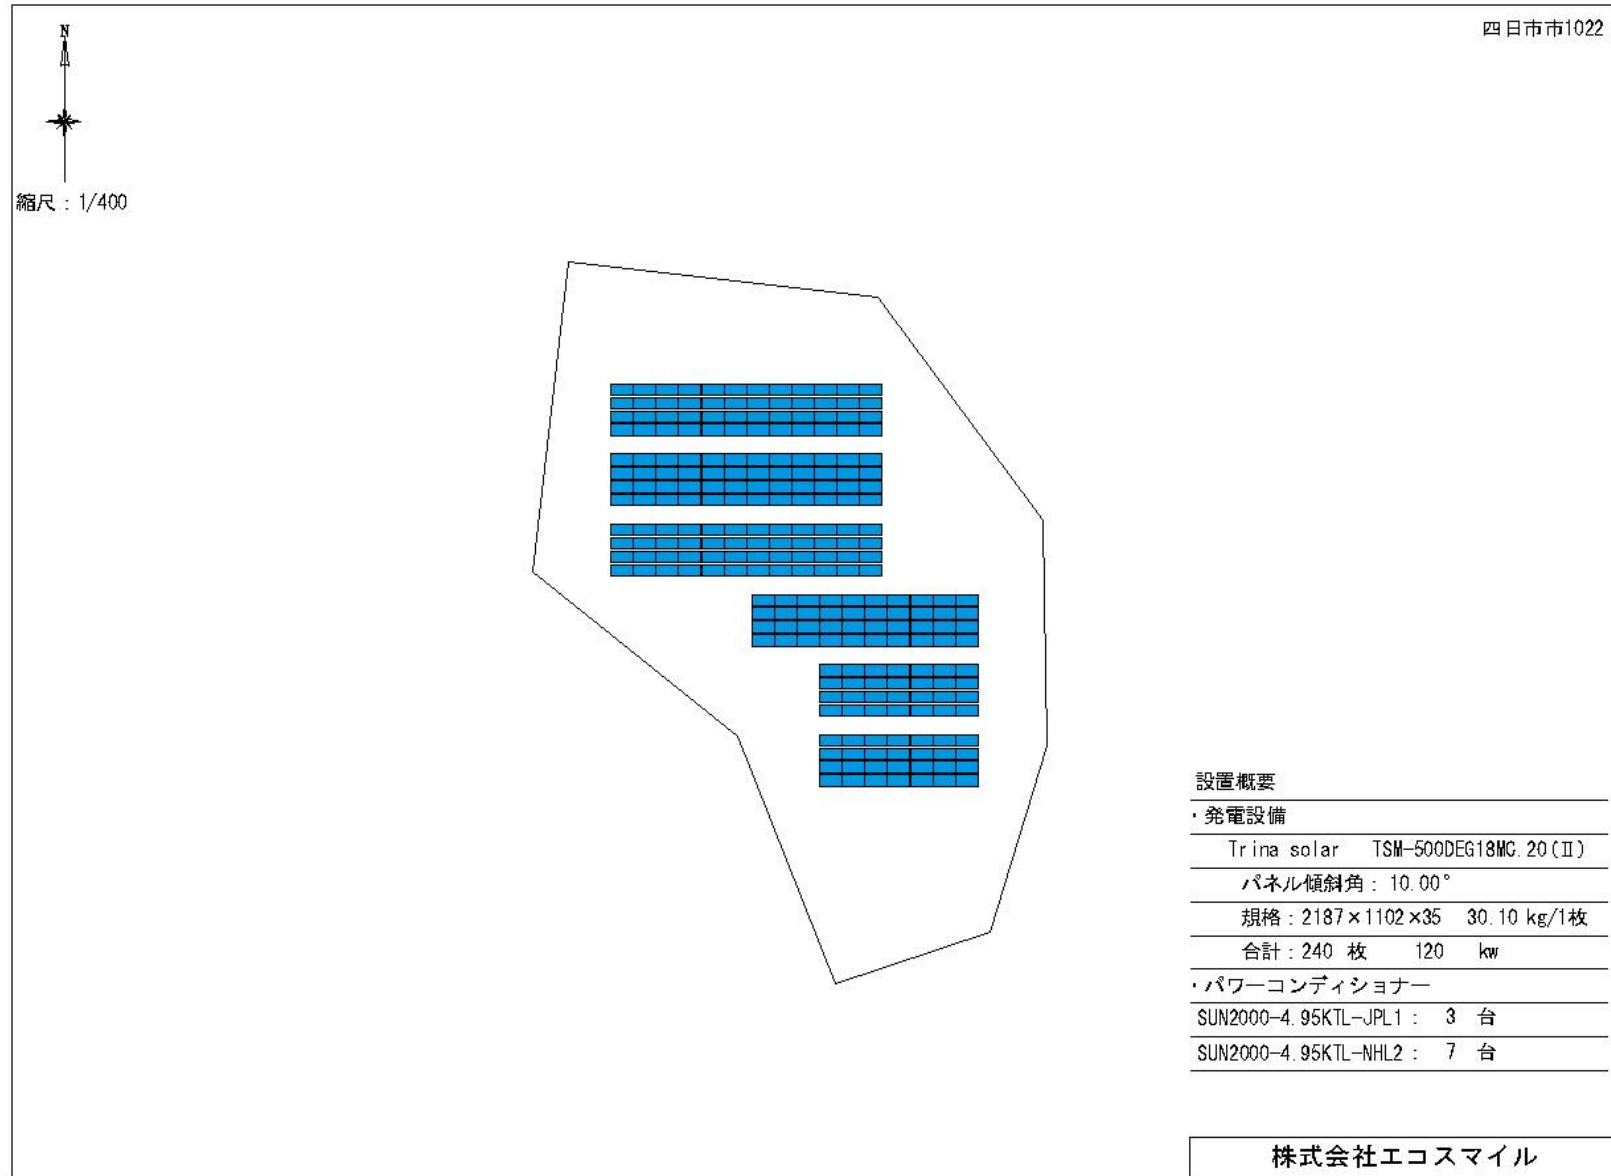 四日市市1022
N
縮尺：1/400
設置概要
・発電設備
Trina solar TSM-500DEG18MC.20(Ⅱ)
パネル傾斜角：10.00°
規格：2187×1102×35 30.10 kg/1枚
合計：240 枚 120 kw
・パワーコンディショナー
SUN2000-4.95KTL-JPL1： 3 台
SUN2000-4.95KTL-NHL2： 7 台
株式会社エコスマイル